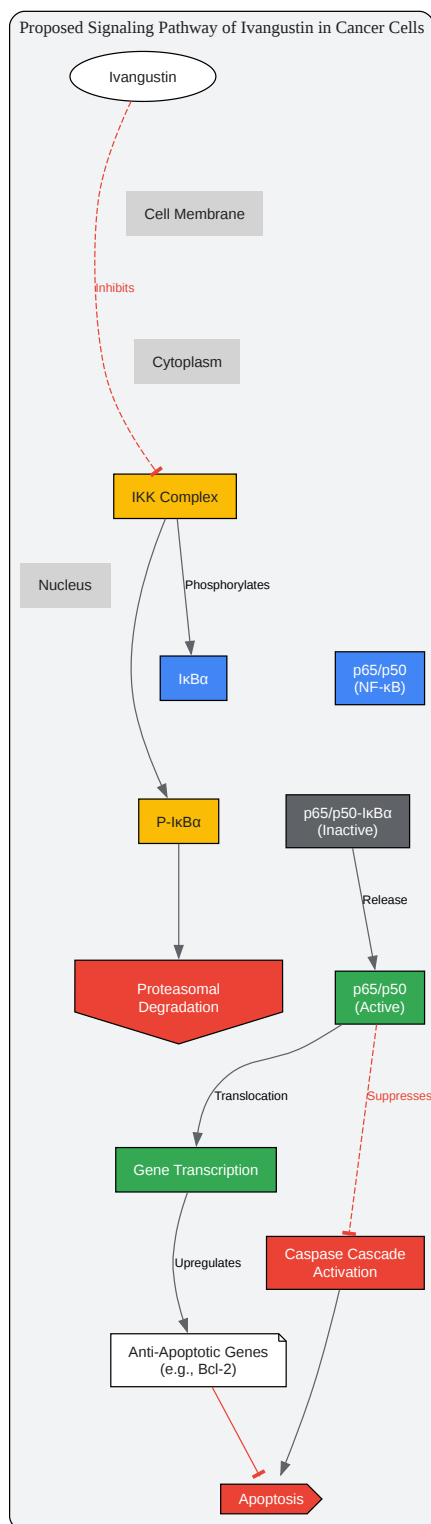 Proposed Signaling Pathway of Ivangustin in Cancer Cells
Ivangustin
Cell Membrane
Inhibits
Cytoplasm
IKK Complex
Nucleus
Phosphorylates
IκBα
p65/p50
(NF-κB)
P-IκBα
p65/p50-IκBα
(Inactive)
Release
Proteasomal
Degradation
p65/p50
(Active)
Translocation
Suppresses
Gene Transcription
Caspase Cascade
Activation
Upregulates
Anti-Apoptotic Genes
(e.g., Bcl-2)
Apoptosis